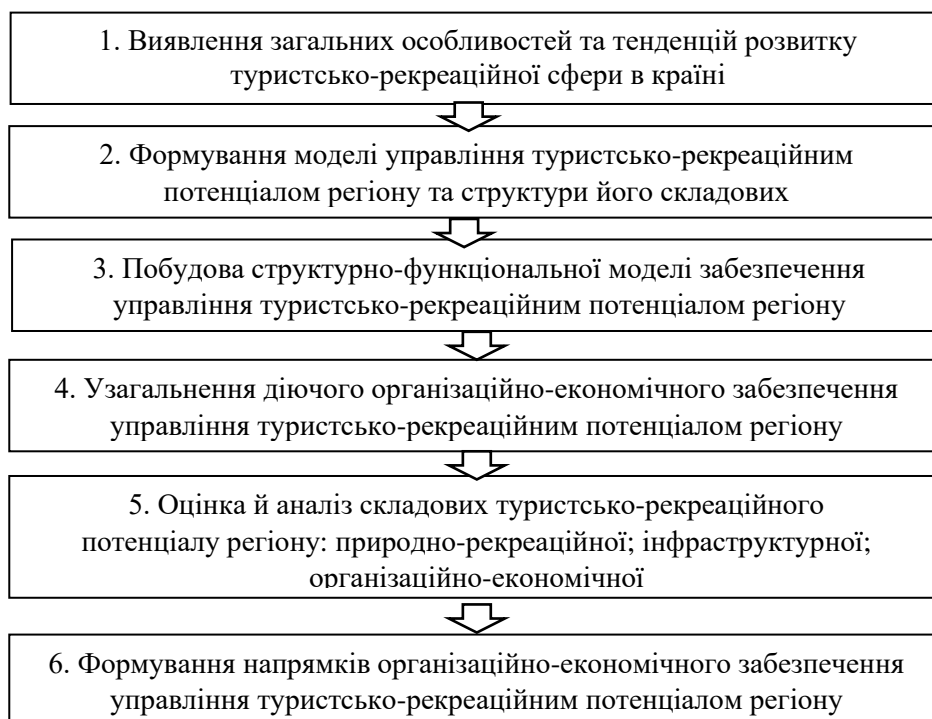 1. Виявлення загальних особливостей та тенденцій розвитку
туристсько-рекреаційної сфери в країні
2. Формування моделі управління туристсько-рекреаційним
потенціалом регіону та структури його складових
3. Побудова структурно-функціональної моделі забезпечення
управління туристсько-рекреаційним потенціалом регіону
4. Узагальнення діючого організаційно-економічного забезпечення
управління туристсько-рекреаційним потенціалом регіону
5. Оцінка й аналіз складових туристсько-рекреаційного
потенціалу регіону: природно-рекреаційної; інфраструктурної;
організаційно-економічної
6. Формування напрямків організаційно-економічного забезпечення
управління туристсько-рекреаційним потенціалом регіону